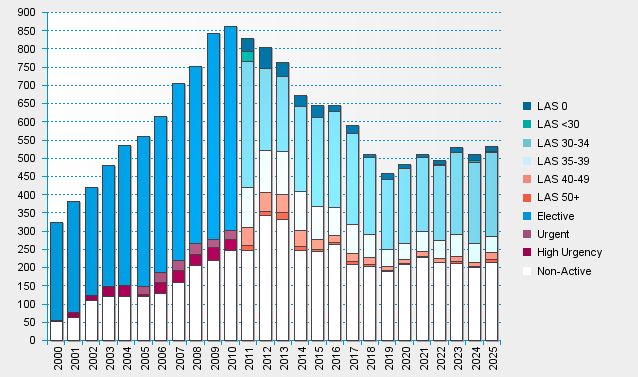 900
850
800
750
700
650
600
550
500
450
400
350
300
250
200
150
100
50
0
2000 2001 2002 2003 2004 2005 2006 2007 2008 2009 2010 2011 2012 2013 2014 2015 2016 2017 2018 2019 2020 2021 2022 2023 2024 2025
LAS 0
LAS <30
LAS 30-34
LAS 35-39
LAS 40-49
LAS 50+
Elective
Urgent
High Urgency
Non-Active